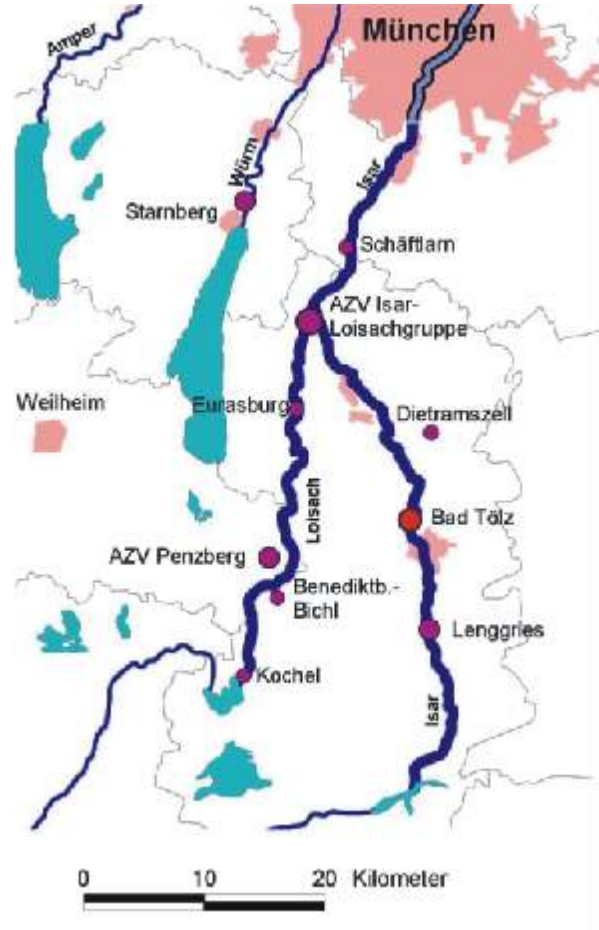 Amper
München
Würm
Isar
Starnberg
Schäftlarn
AZV Isar-
Loisachgruppe
Weilheim
Eurasburg
Dietramszell
Loisach
Bad Tölz
AZV Penzberg
Benediktb.-
Bichl
Lenggries
Kochel
Isar
0 10 20 Kilometer